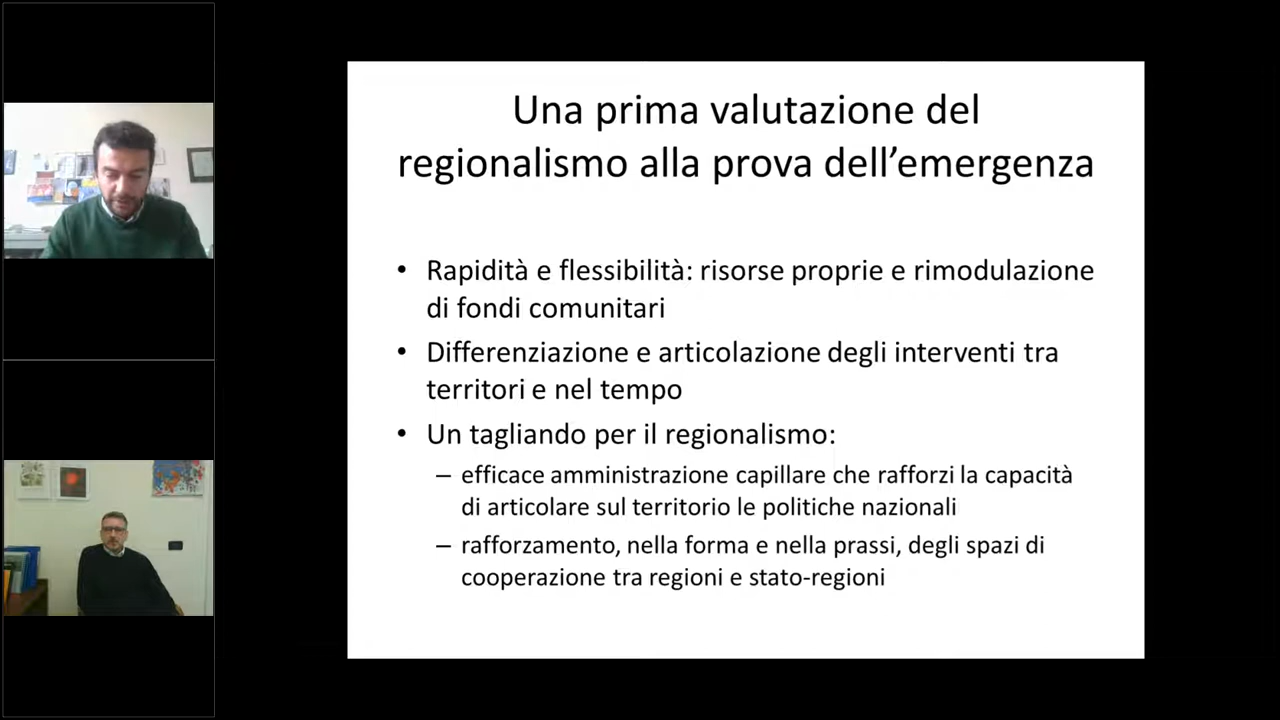 Una prima valutazione del
regionalismo alla prova dell’emergenza
• Rapidità e flessibilità: risorse proprie e rimodulazione
di fondi comunitari
• Differenziazione e articolazione degli interventi tra
territori e nel tempo
• Un tagliando per il regionalismo:
– efficace amministrazione capillare che rafforzi la capacità
di articolare sul territorio le politiche nazionali
– rafforzamento, nella forma e nella prassi, degli spazi di
cooperazione tra regioni e stato-regioni